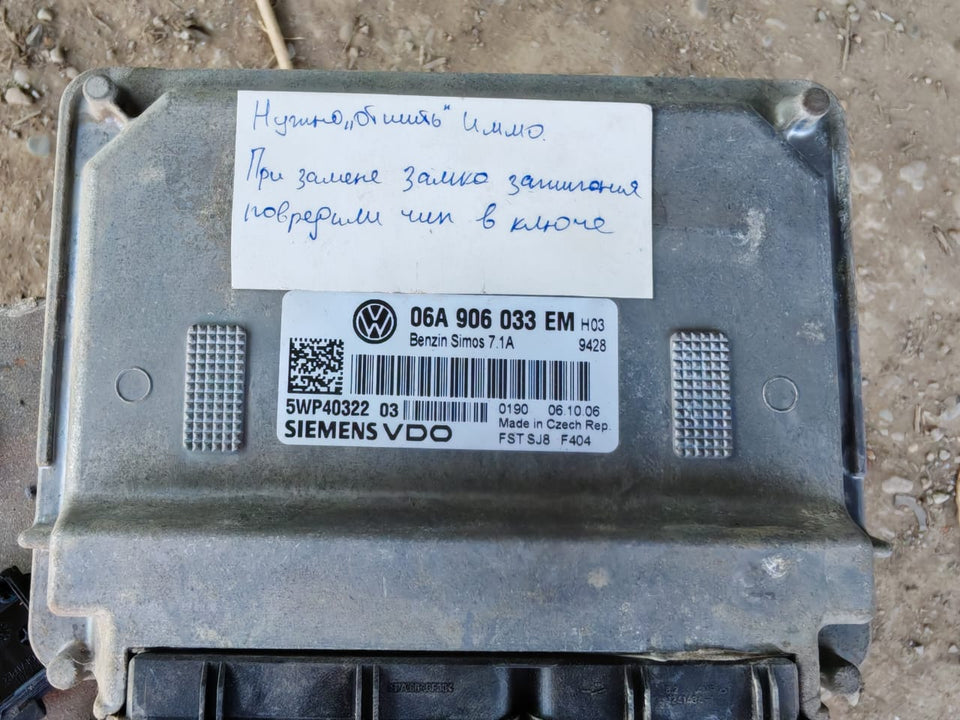 Нужно „отшить" Иммо.
При замене замка зажигания
повредили чип в ключе
06A 906 033 EM H03
Benzin Simos 7.1A 9428
5WP40322 03 0190 06.10.06
Made in Czech Rep.
SIEMENS VDO FST SJ8 F404